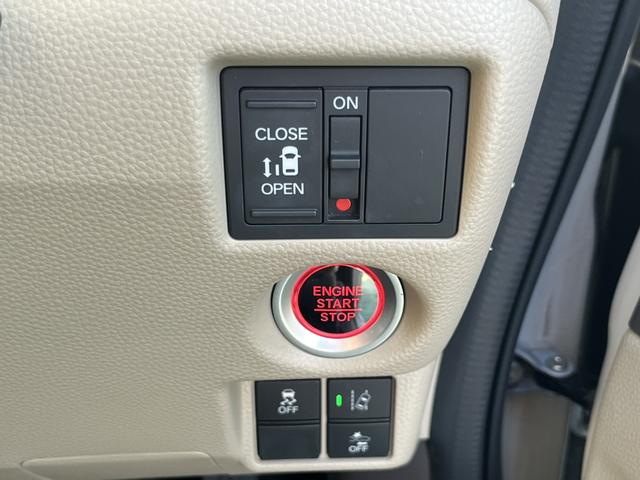 ON
CLOSE
OPEN
ENGINE
START
STOP
OFF
OFF